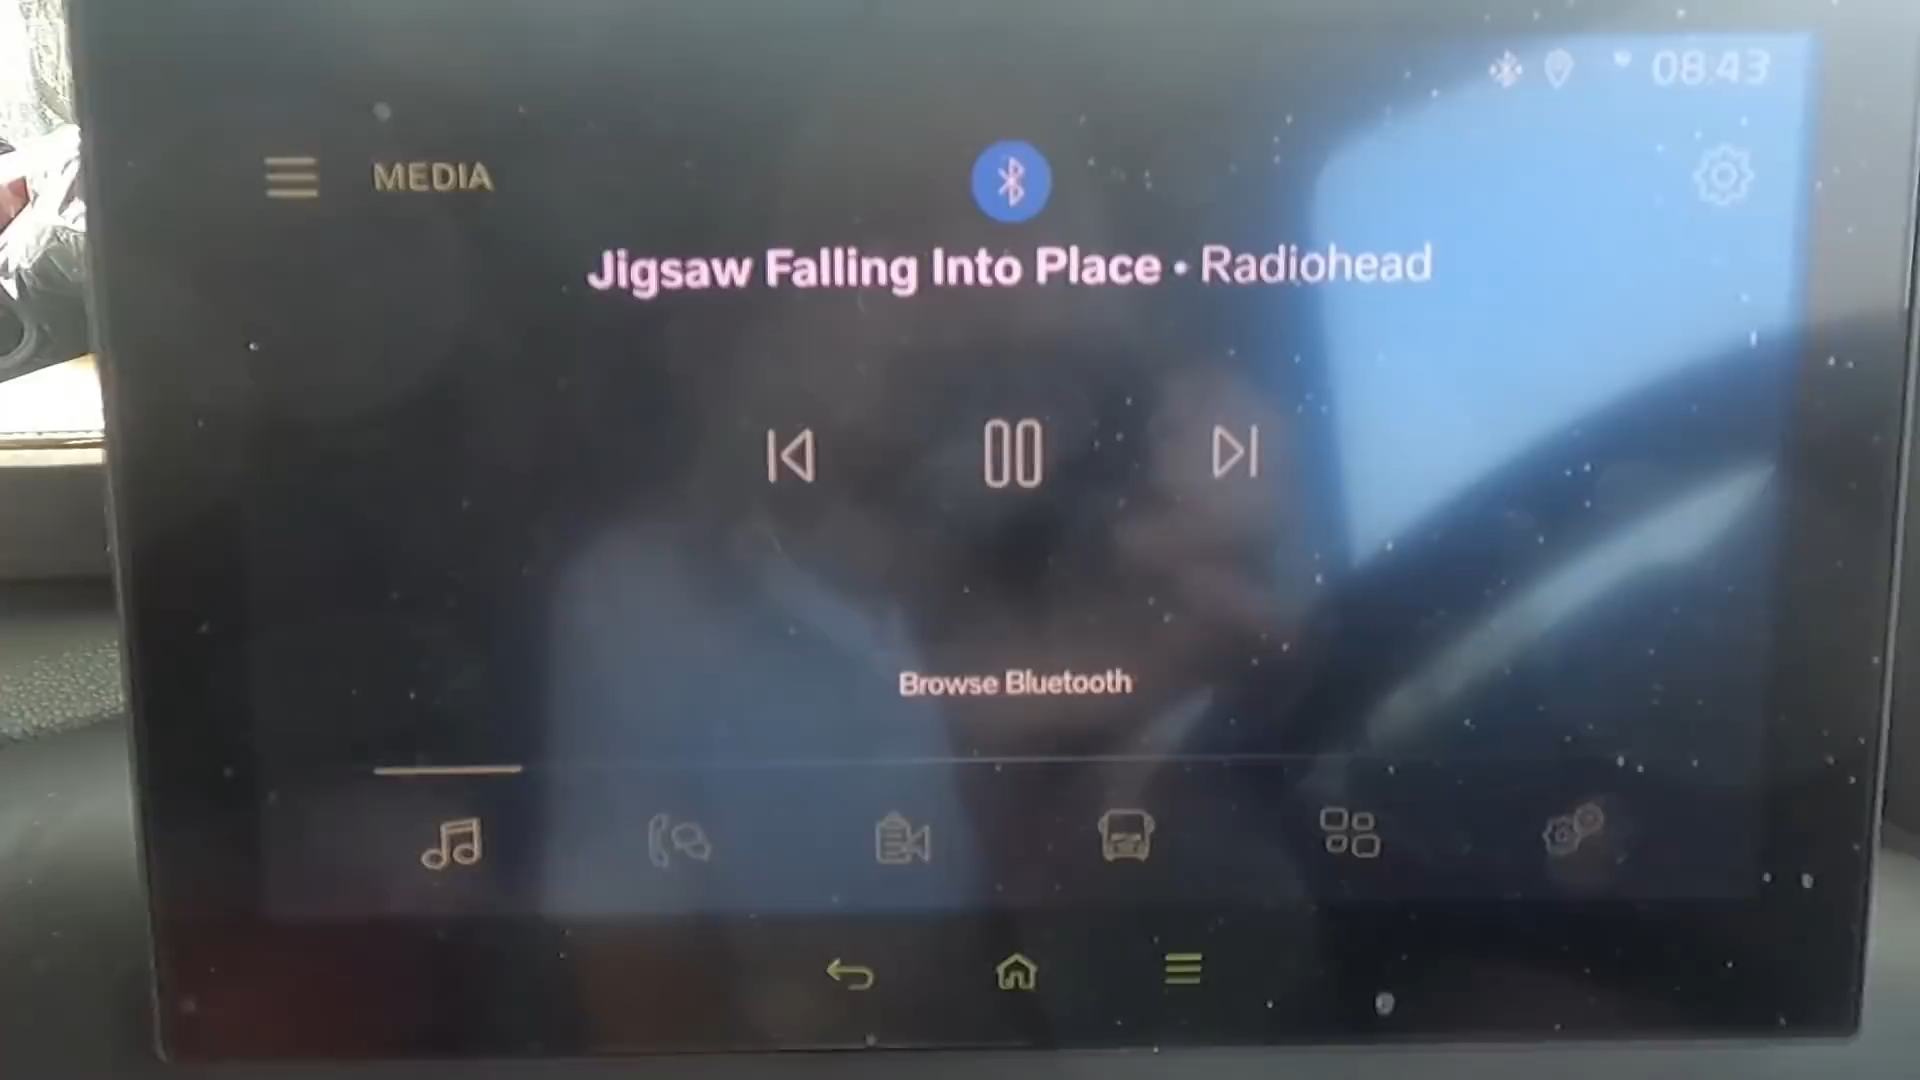 08:43
MEDIA
Jigsaw Falling Into Place • Radiohead
Browse Bluetooth